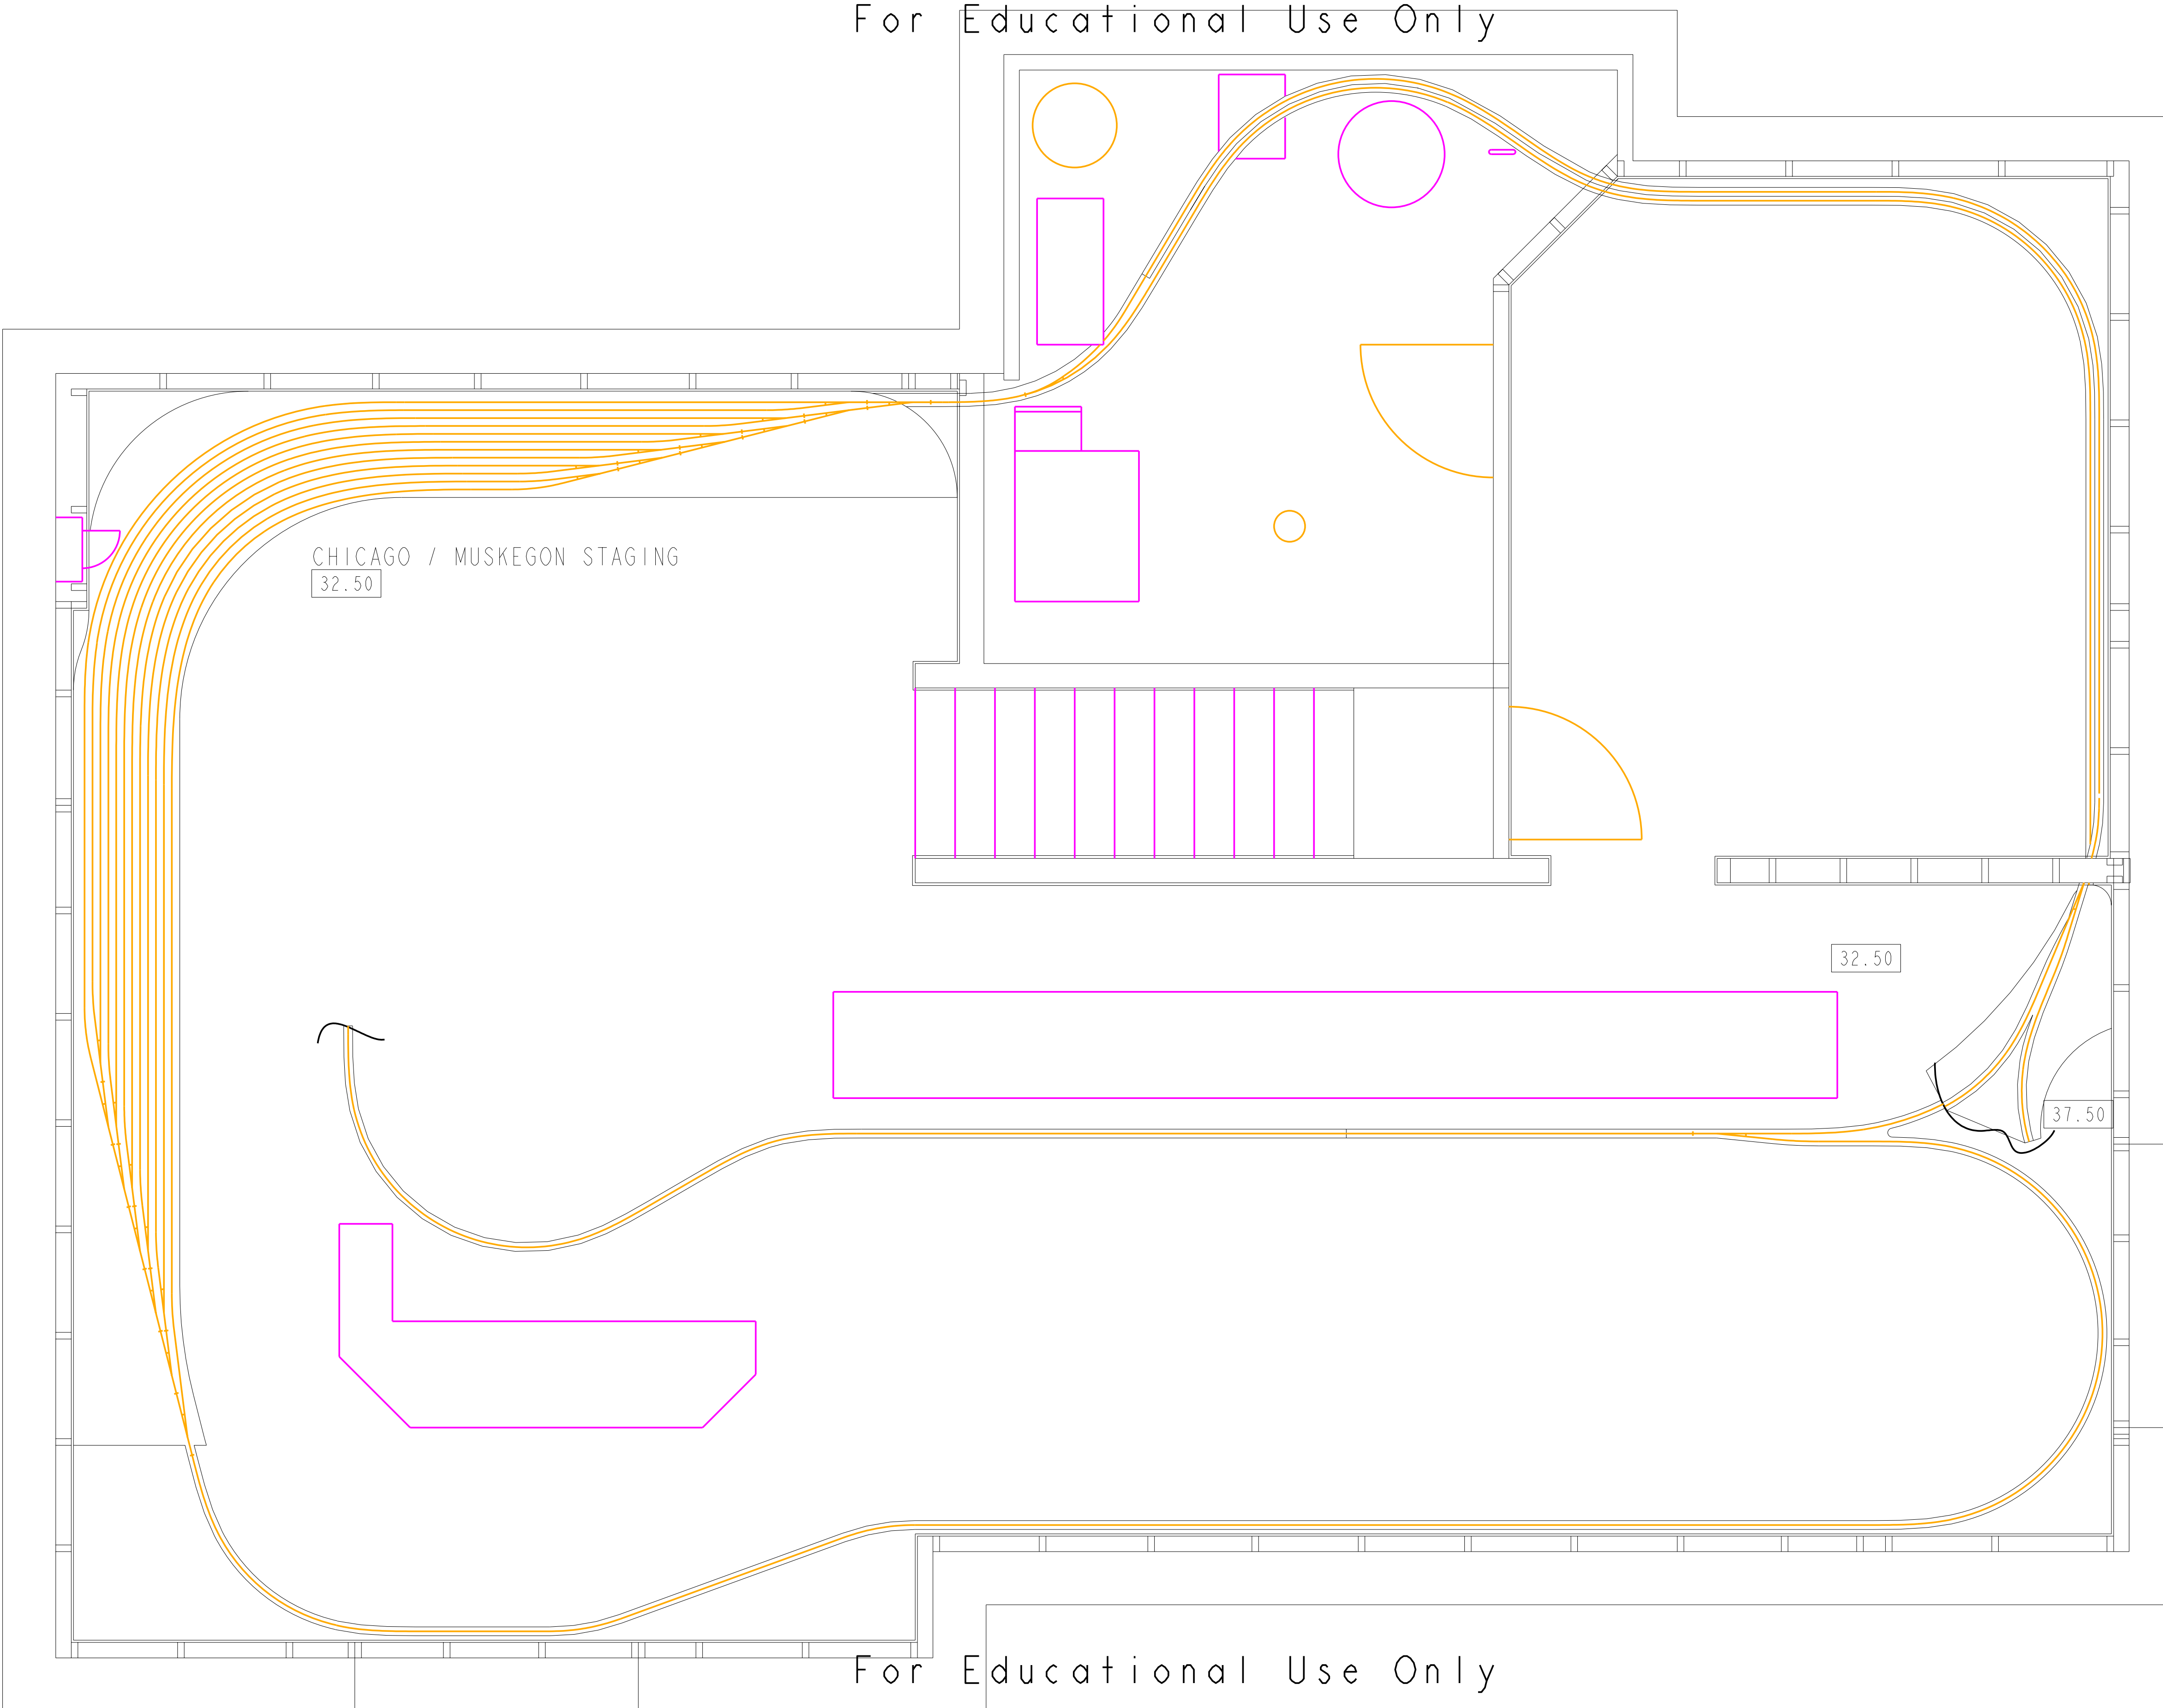 For Educational Use Only
CHICAGO / MUSKEGON STAGING
32.50
32.50
37.50
For Educational Use Only